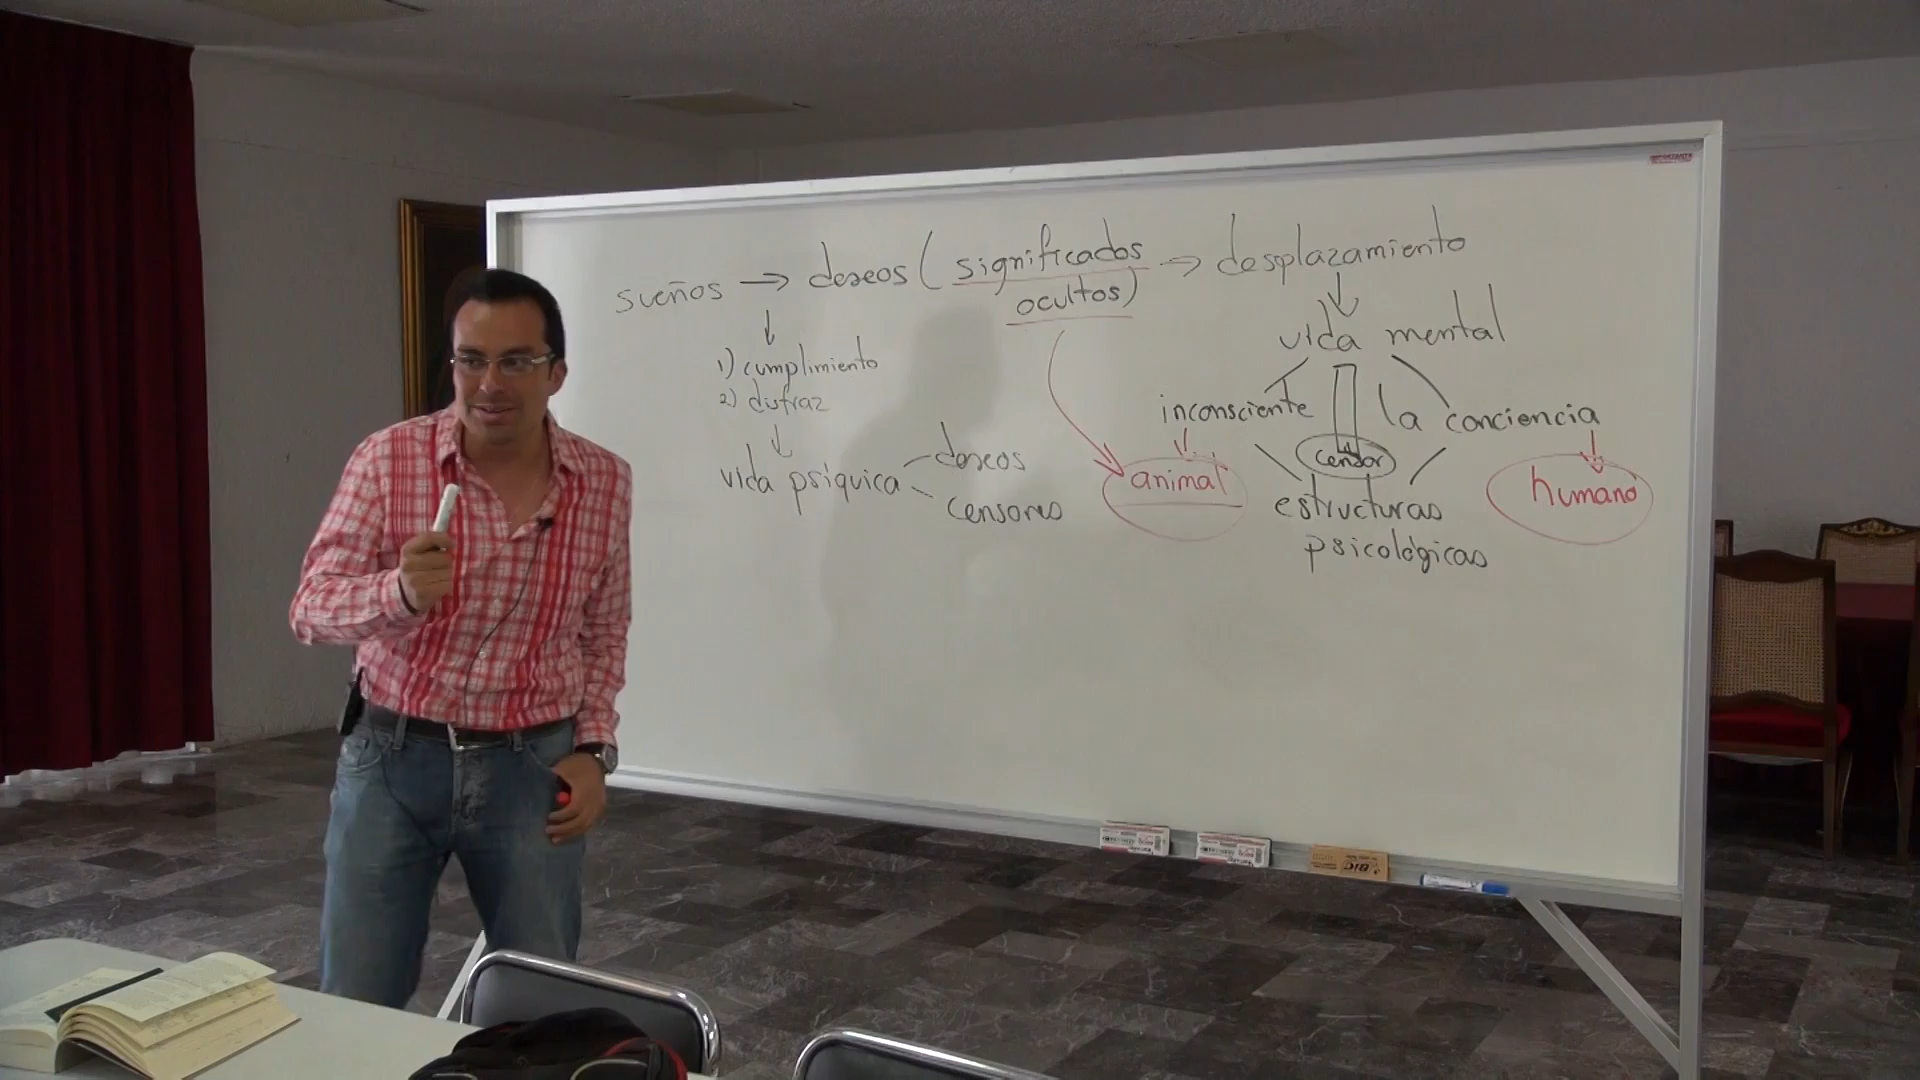 sueños → deseos (significados ocultos) → desplazamiento
↓
1) cumplimiento
2) disfraz
↓
vida psíquica
deseos
censores
↓
vida mental
inconsciente
la conciencia
censor
animal
humano
estructuras
psicológicas
BIC